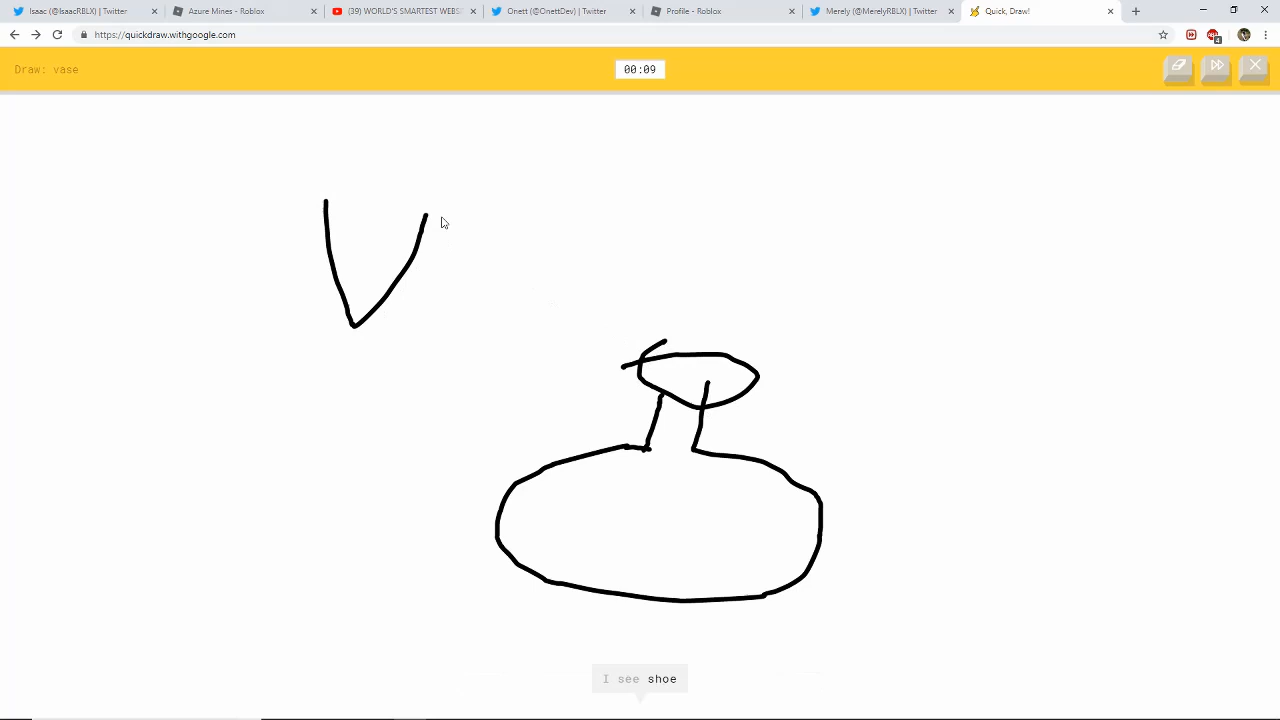 Isaac (@IsaacRBLX) | Twitter
Azure Mines - Roblox
(39) WORLD'S SMARTEST WEBS
Onett (@OnettDev) | Twitter
Profile - Roblox
Merely (@MerelyRBLX) | Twitter
Quick, Draw!
https://quickdraw.withgoogle.com
Draw: vase
00:09
V
I see shoe